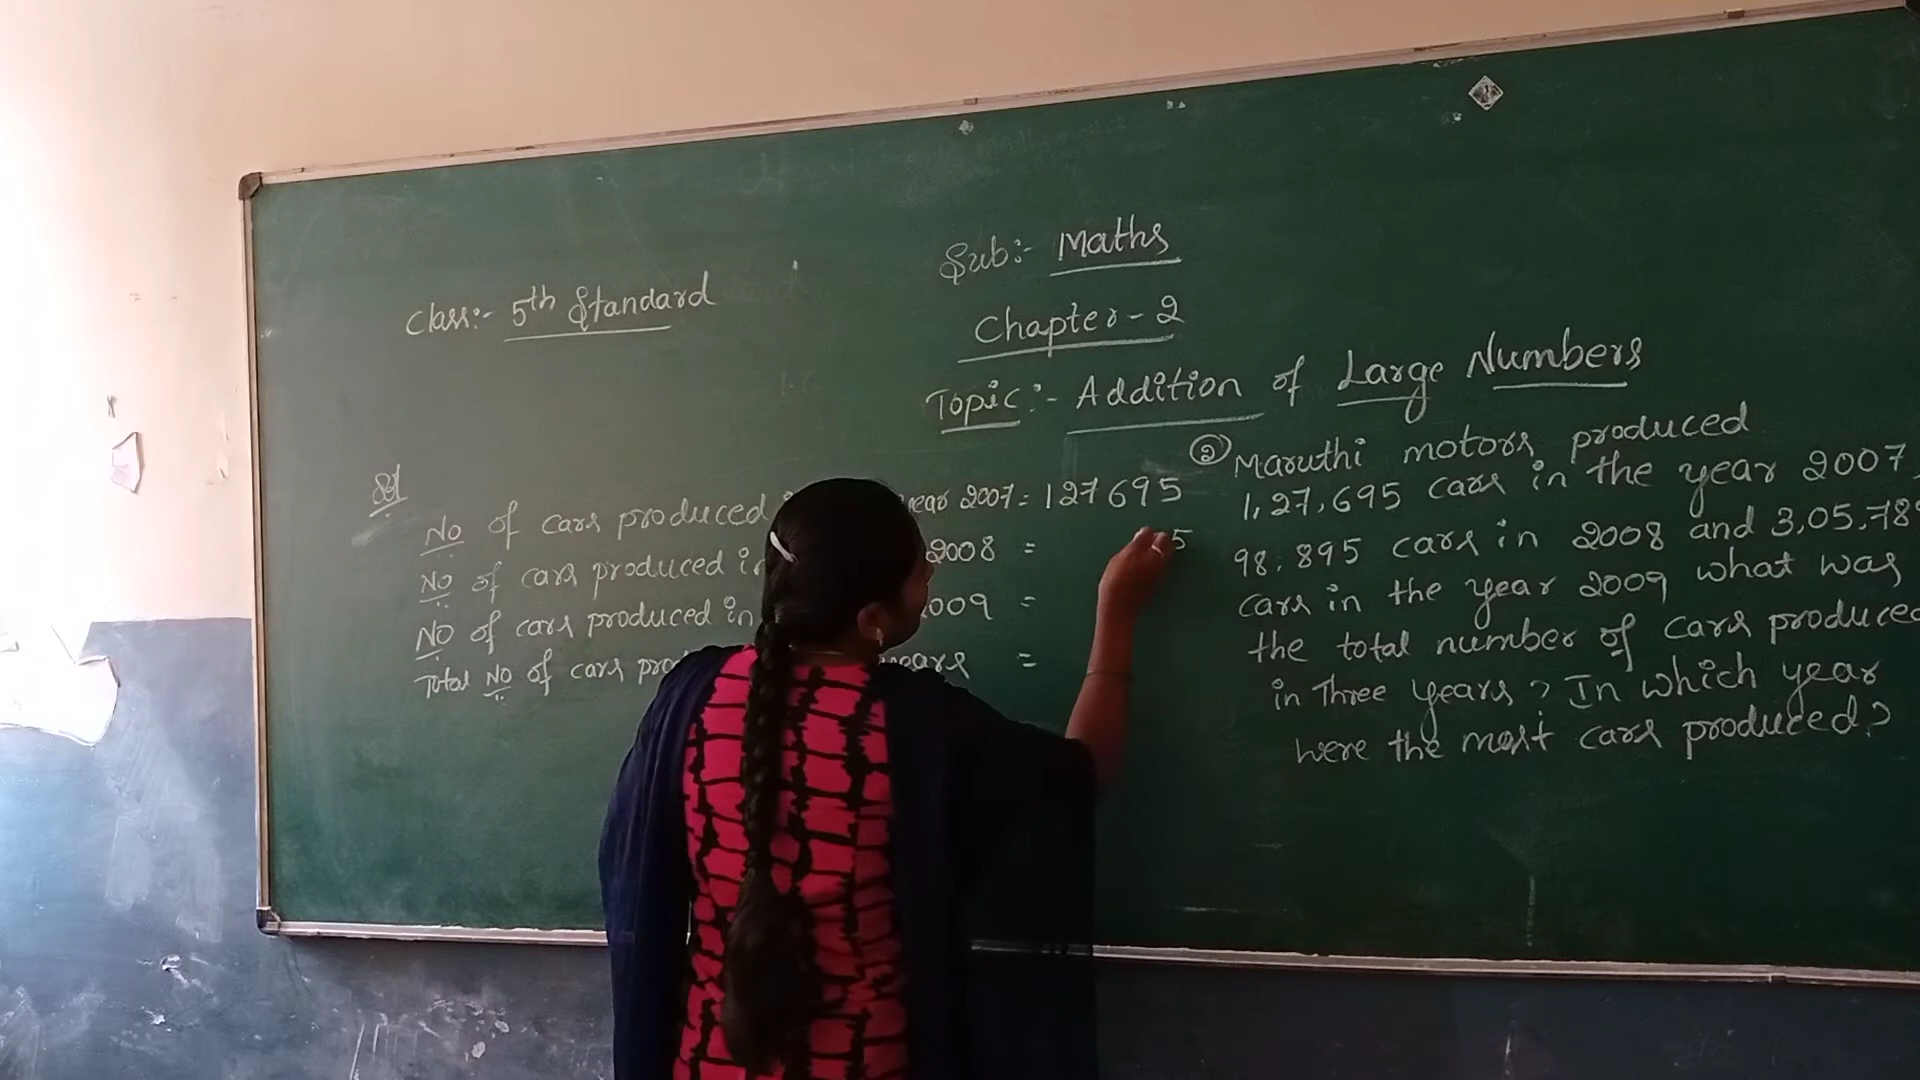 Sub:- Maths
Class:- 5th Standard
Chapter-2
Topic:- Addition of Large Numbers
No of cars produced year 2007 = 127695
No of cars produced in 2008 = 5
No of cars produced in 2009 =
Total No of cars years =
② Maruthi motors produced
1,27,695 cars in the year 2007,
98,895 cars in 2008 and 3,05,789
cars in the year 2009 what was
the total number of cars produced
in Three years? In which year
were the most cars produced?